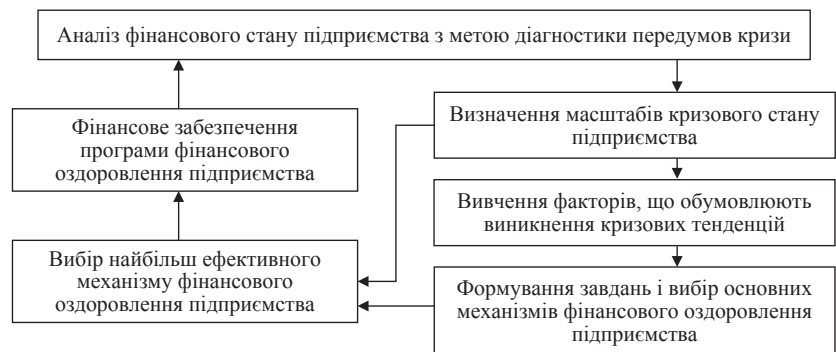 Аналіз фінансового стану підприємства з метою діагностики передумов кризи
Визначення масштабів кризового стану
підприємства
Фінансове забезпечення
програми фінансового
оздоровлення підприємства
Вивчення факторів, що обумовлюють
виникнення кризових тенденцій
Вибір найбільш ефективного
механізму фінансового
оздоровлення підприємства
Формування завдань і вибір основних
механізмів фінансового оздоровлення
підприємства